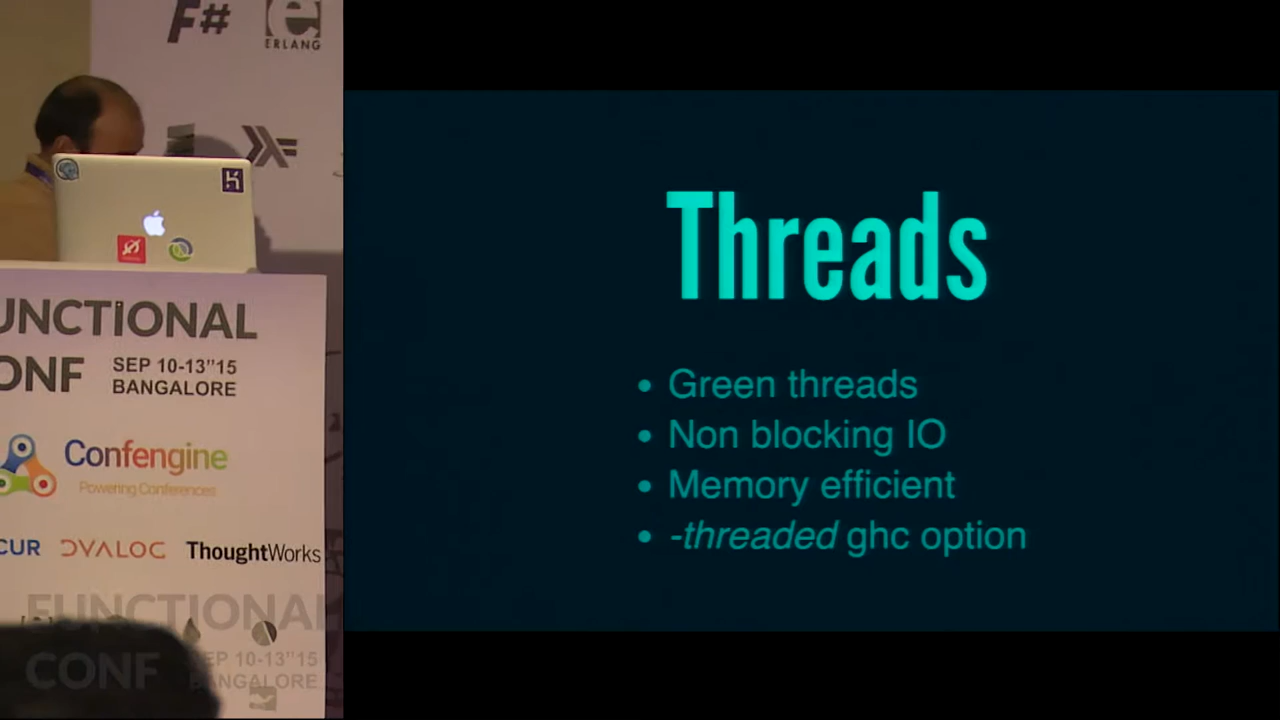 F#
ERLANG
UNCTIONAL
ONF
SEP 10-13"15
BANGALORE
Confengine
Powering Conferences
CUR
DVALOC
ThoughtWorks
FUNCTIONAL
CONF
SEP 10-13"15
BANGALORE
Threads
• Green threads
• Non blocking IO
• Memory efficient
• -threaded ghc option